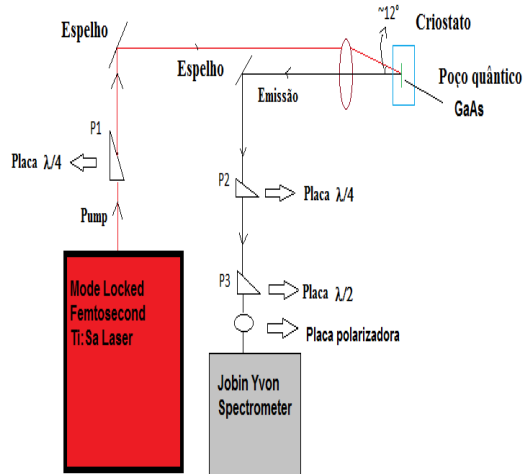 ~12°
Criostato
Espelho
Espelho
Poço quântico
GaAs
Emissão
P1
Placa λ/4
P2
Placa λ/4
Pump
P3
Placa λ/2
Mode Locked
Femtosecond
Ti:Sa Laser
Placa polarizadora
Jobin Yvon
Spectrometer